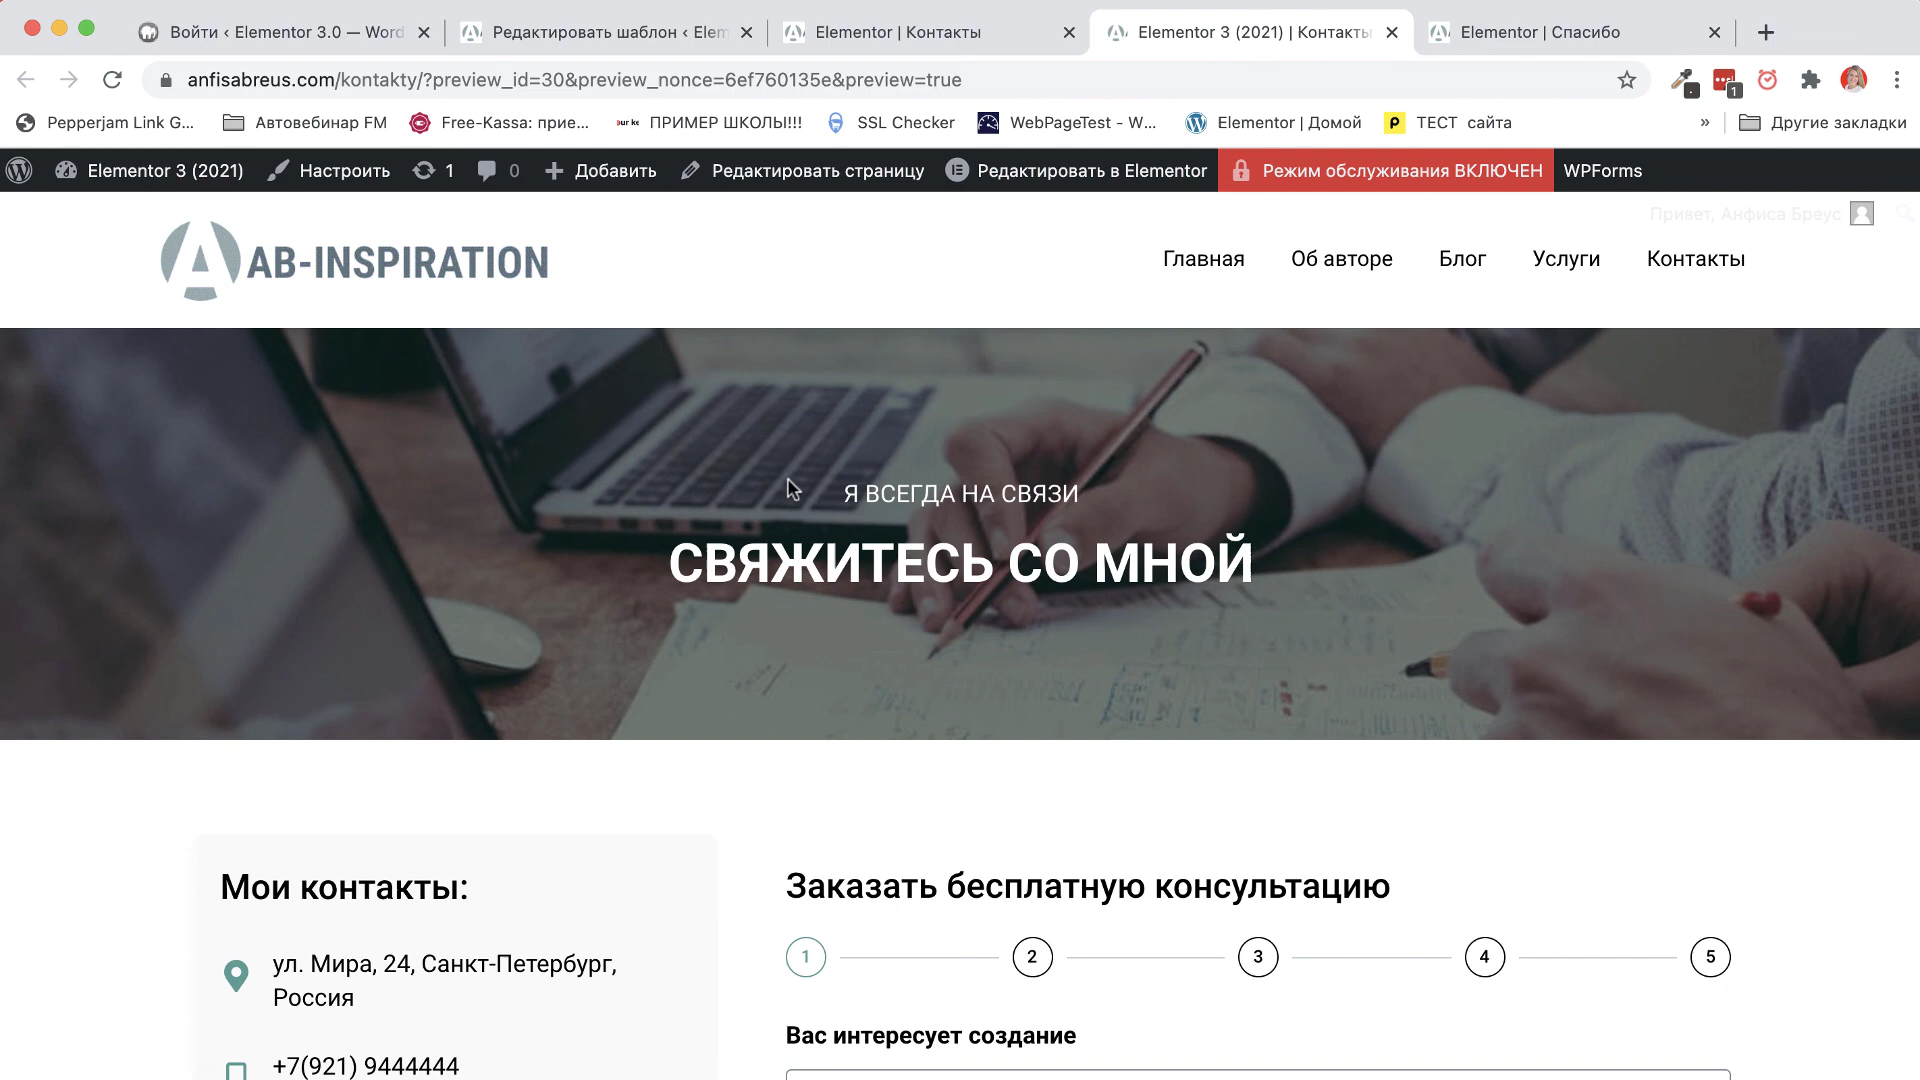 Войти ‹ Elementor 3.0 — Word
Редактировать шаблон ‹ Elem
Elementor | Контакты
Elementor 3 (2021) | Контакты
Elementor | Спасибо
anfisabreus.com/kontakty/?preview_id=30&preview_nonce=6ef760135e&preview=true
1
Pepperjam Link G...
Автовебинар FM
Free-Kassa: прие...
ПРИМЕР ШКОЛЫ!!!
SSL Checker
WebPageTest - W...
Elementor | Домой
ТЕСТ сайта
»
Другие закладки
Elementor 3 (2021)
Настроить
1
0
Добавить
Редактировать страницу
Редактировать в Elementor
Режим обслуживания ВКЛЮЧЕН
WPForms
Привет, Анфиса Бреус
AB-INSPIRATION
Главная
Об авторе
Блог
Услуги
Контакты
Я ВСЕГДА НА СВЯЗИ
СВЯЖИТЕСЬ СО МНОЙ
Мои контакты:
ул. Мира, 24, Санкт-Петербург,
Россия
+7(921) 9444444
Заказать бесплатную консультацию
1 2 3 4 5
Вас интересует создание